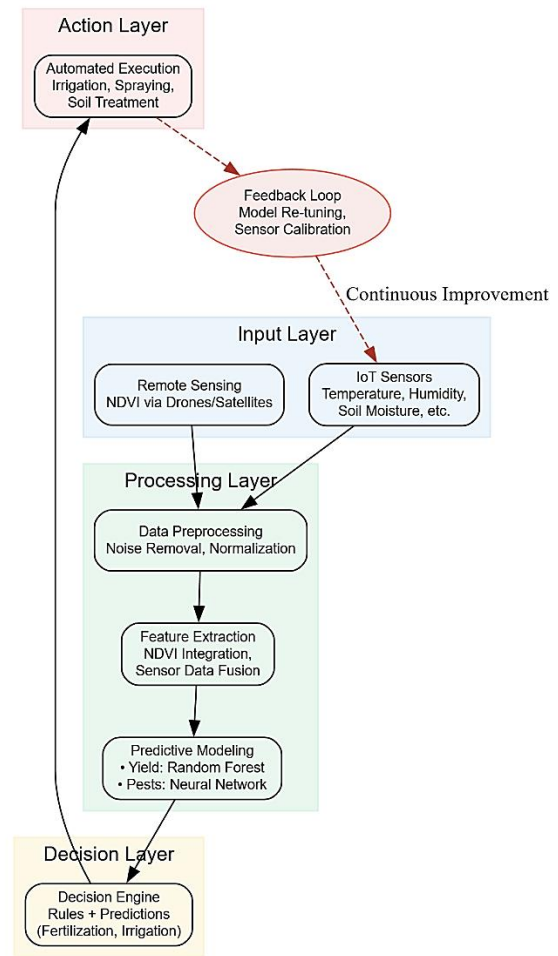 Action Layer
Automated Execution
Irrigation, Spraying,
Soil Treatment
Feedback Loop
Model Re-tuning,
Sensor Calibration
Continuous Improvement
Input Layer
Remote Sensing
NDVI via Drones/Satellites
IoT Sensors
Temperature, Humidity,
Soil Moisture, etc.
Processing Layer
Data Preprocessing
Noise Removal, Normalization
Feature Extraction
NDVI Integration,
Sensor Data Fusion
Predictive Modeling
• Yield: Random Forest
• Pests: Neural Network
Decision Layer
Decision Engine
Rules + Predictions
(Fertilization, Irrigation)